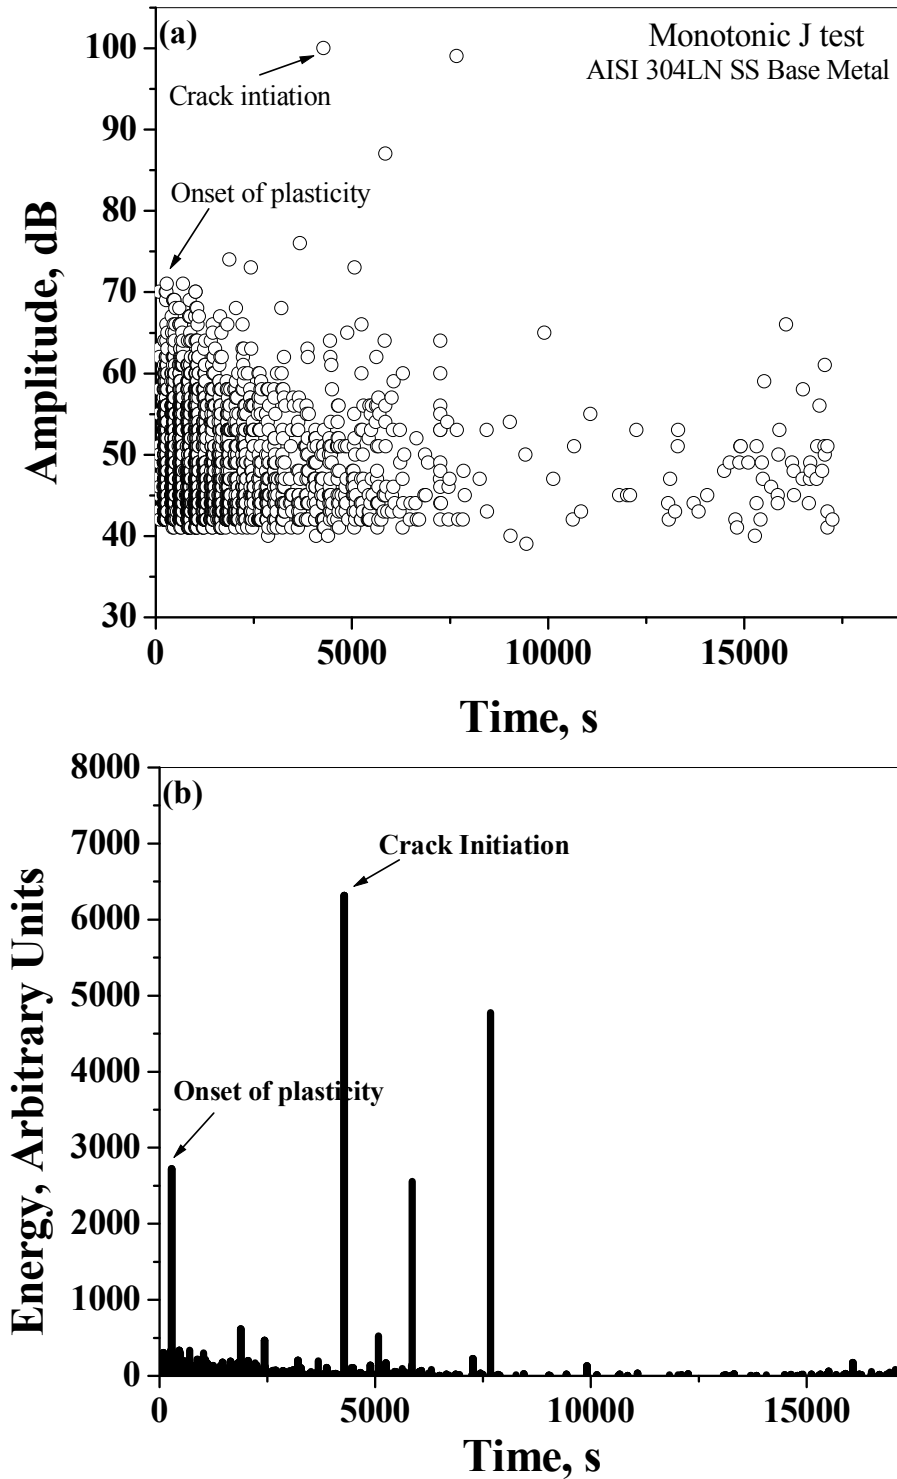 (a)
Monotonic J test
AISI 304LN SS Base Metal
Crack intiation
Onset of plasticity
Amplitude, dB
100
90
80
70
60
50
40
30
0 5000 10000 15000
Time, s
(b)
Crack Initiation
Onset of plasticity
Energy, Arbitrary Units
8000
7000
6000
5000
4000
3000
2000
1000
0
0 5000 10000 15000
Time, s